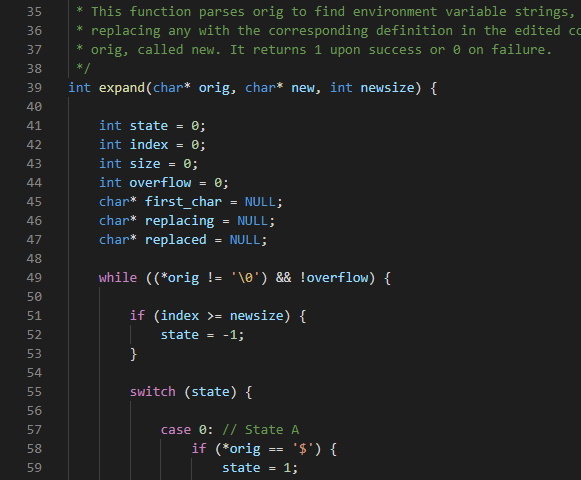 35 * This function parses orig to find environment variable strings,
36 * replacing any with the corresponding definition in the edited
37 * orig, called new. It returns 1 upon success or 0 on failure.
38 */
39 int expand(char* orig, char* new, int newsize) {
40
41 int state = 0;
42 int index = 0;
43 int size = 0;
44 int overflow = 0;
45 char* first_char = NULL;
46 char* replacing = NULL;
47 char* replaced = NULL;
48
49 while ((*orig != '\0') && !overflow) {
50
51 if (index >= newsize) {
52 state = -1;
53 }
54
55 switch (state) {
56
57 case 0: // State A
58 if (*orig == '$') {
59 state = 1;